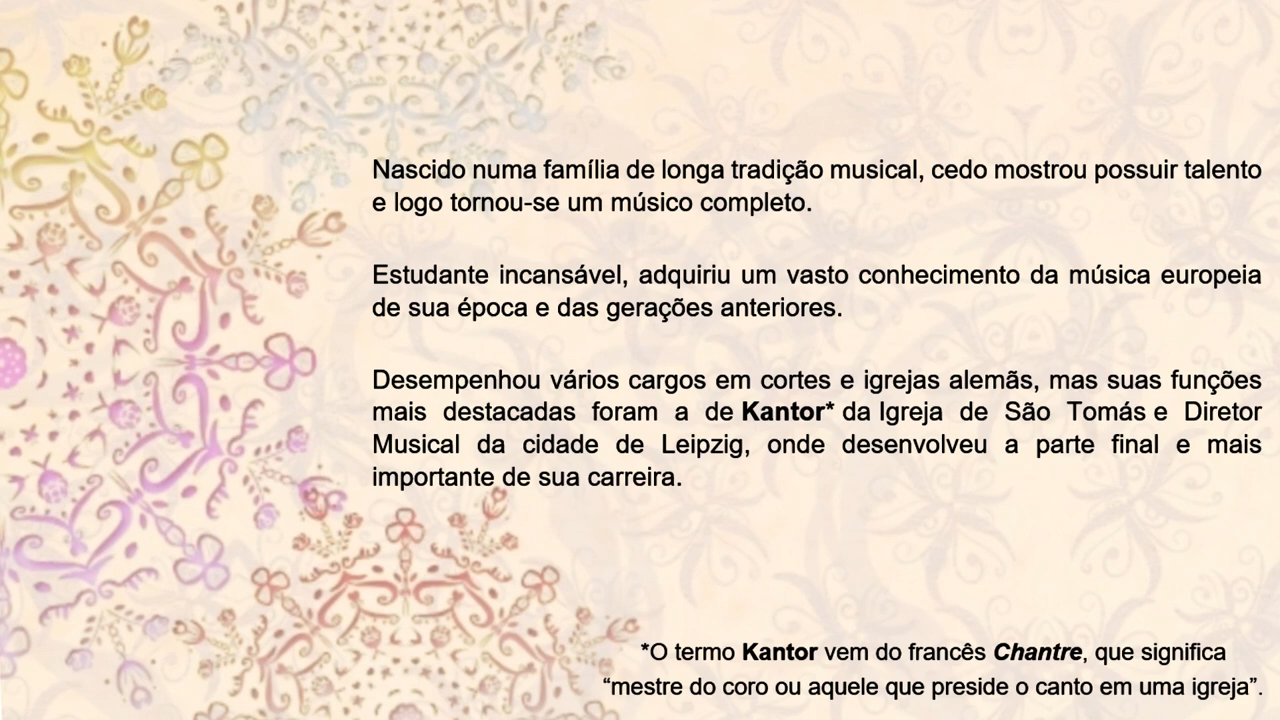 Nascido numa família de longa tradição musical, cedo mostrou possuir talento
e logo tornou-se um músico completo.
Estudante incansável, adquiriu um vasto conhecimento da música europeia
de sua época e das gerações anteriores.
Desempenhou vários cargos em cortes e igrejas alemãs, mas suas funções
mais destacadas foram a de Kantor* da Igreja de São Tomás e Diretor
Musical da cidade de Leipzig, onde desenvolveu a parte final e mais
importante de sua carreira.
*O termo Kantor vem do francês Chantre, que significa
“mestre do coro ou aquele que preside o canto em uma igreja”.